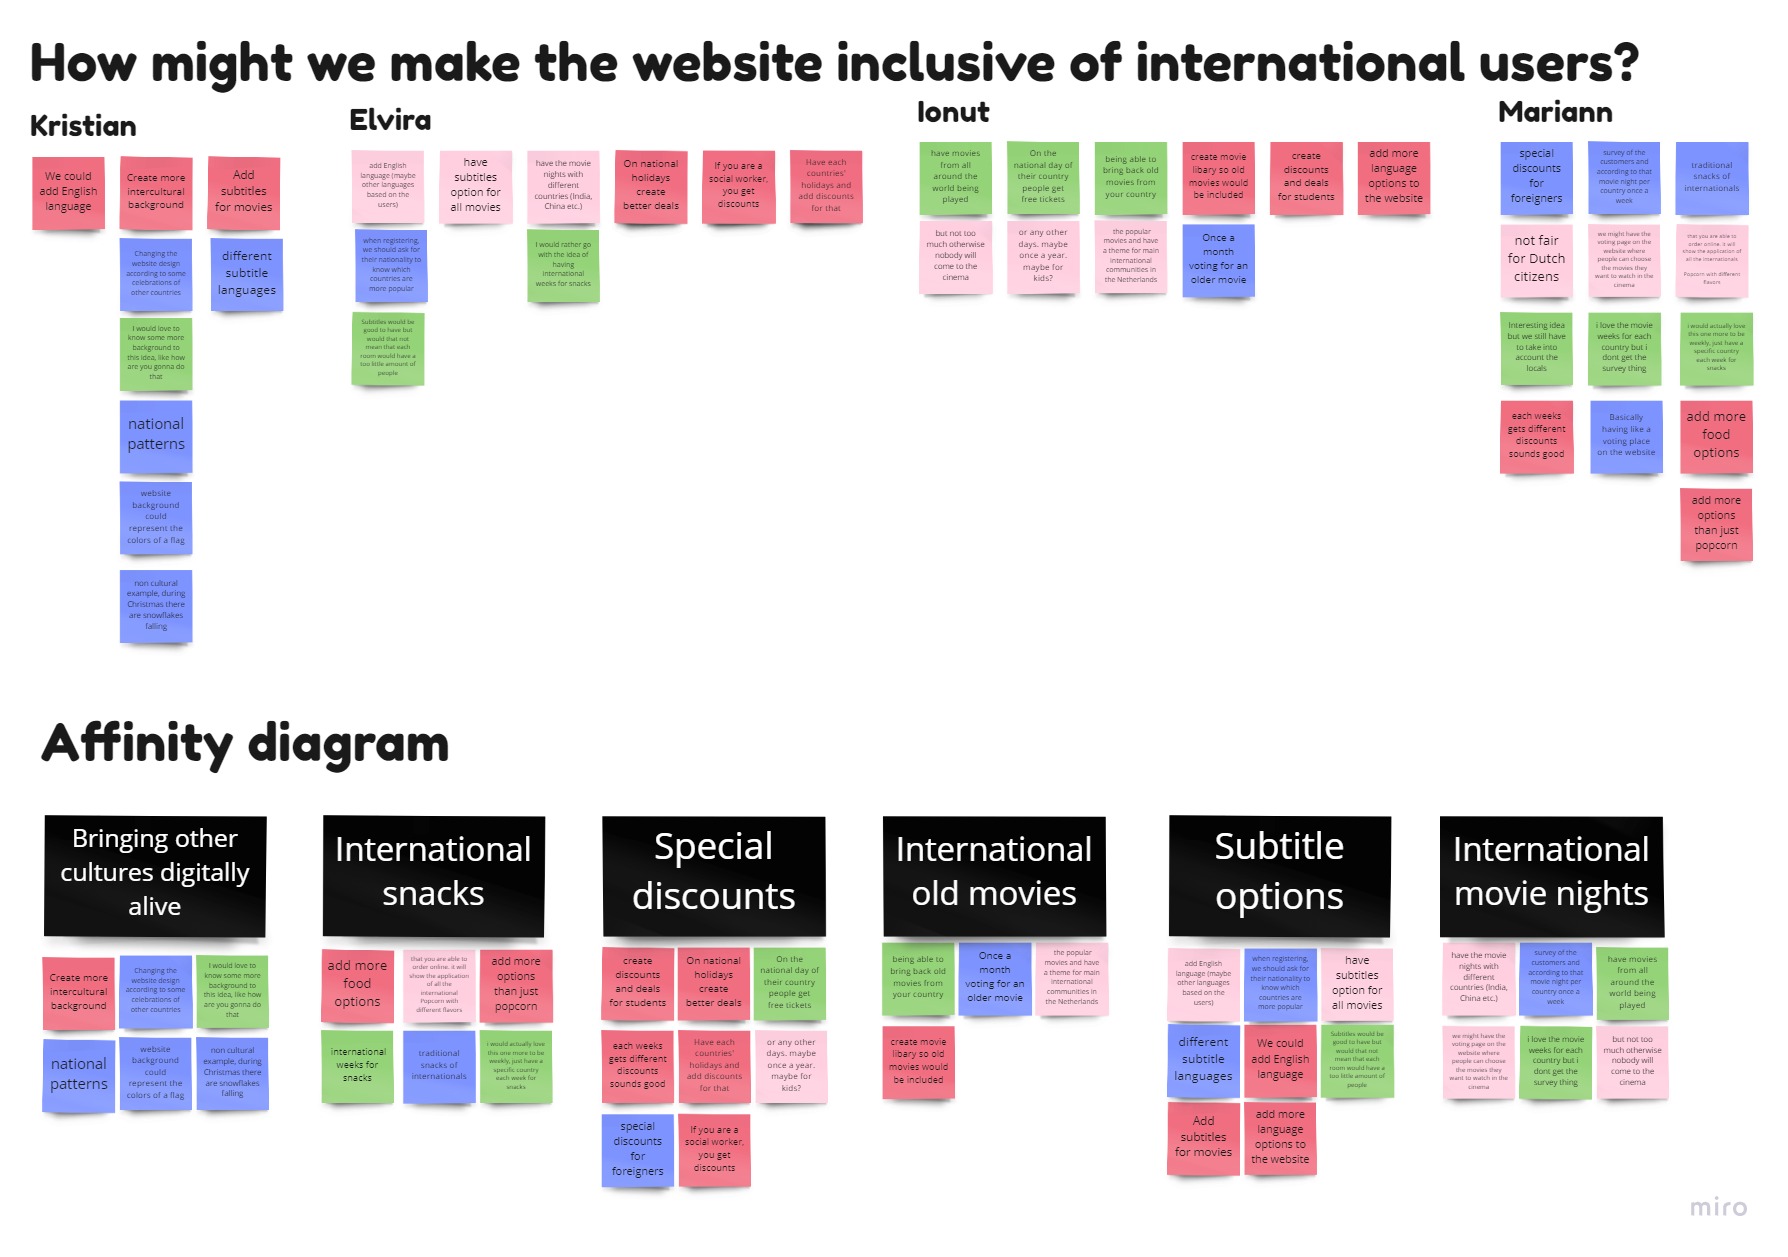 How might we make the website inclusive of international users?
Kristian
We could
add English
language
Create more
intercultural
background
Add
subtitles
for movies
Changing the
website design
according to some
celebrations of
other countries
different
subtitle
languages
I would love to
know some more
background to
this idea, like how
are you gonna do
that
national
patterns
website
background
could
represent the
colors of a flag
non cultural
example, during
Christmas there
are snowflakes
falling
Elvira
add English
language (maybe
other languages
based on the
users)
have
subtitles
option for
all movies
have the movie
nights with
different
countries (India,
China etc.)
On national
holidays
create
better deals
If you are a
social worker,
you get
discounts
Have each
countries'
holidays and
add discounts
for that
when registering,
we should ask for
their nationality to
know which
countries are
more popular
I would rather go
with the idea of
having
international
weeks for snacks
Subtitles would be
good to have but
would that not
mean that each
room would have a
too little amount of
people
Ionut
have movies
from all
around the
world being
played
On the
national day of
their country
people get
free tickets
being able to
bring back old
movies from
your country
create movie
libary so old
movies would
be included
create
discounts
and deals
for students
add more
language
options to
the website
but not too
much otherwise
nobody will
come to the
cinema
or any other
days. maybe
once a year.
maybe for
kids?
the popular
movies and have
a theme for main
international
communities in
the Netherlands
Once a
month
voting for an
older movie
Mariann
special
discounts
for
foreigners
survey of the
customers and
according to that
movie night per
country once a
week
traditional
snacks of
internationals
not fair
for Dutch
citizens
we might have the
voting page on the
website where
people can choose
the movies they
want to watch in the
cinema
that you are able to
order online. it will
show the application of
all the internationals
Popcorn with different
flavors
Interesting idea
but we still have
to take into
account the
locals
i love the movie
weeks for each
country but i
dont get the
survey thing
i would actually love
this one more to be
weekly, just have a
specific country
each week for
snacks
each weeks
gets different
discounts
sounds good
Basically
having like a
voting place
on the website
add more
food
options
add more
options
than just
popcorn
Affinity diagram
Bringing other
cultures digitally
alive
Create more
intercultural
background
Changing the
website design
according to some
celebrations of
other countries
I would love to
know some more
background to
this idea, like how
are you gonna do
that
national
patterns
website
background
could
represent the
colors of a flag
non cultural
example, during
Christmas there
are snowflakes
falling
International
snacks
add more
food
options
that you are able to
order online. it will
show the application
of all the
international
Popcorn with
different flavors
add more
options
than just
popcorn
international
weeks for
snacks
traditional
snacks of
internationals
i would actually love
this one more to be
weekly, just have a
specific country
each week for
snacks
Special
discounts
create
discounts
and deals
for students
On national
holidays
create
better deals
On the
national day of
their country
people get
free tickets
each weeks
gets different
discounts
sounds good
Have each
countries'
holidays and
add discounts
for that
or any other
days. maybe
once a year.
maybe for
kids?
special
discounts
for
foreigners
If you are a
social worker,
you get
discounts
International
old movies
being able to
bring back old
movies from
your country
Once a
month
voting for an
older movie
the popular
movies and have
a theme for main
international
communities in
the Netherlands
create movie
libary so old
movies would
be included
Subtitle
options
add English
language (maybe
other languages
based on the
users)
when registering,
we should ask for
their nationality to
know which
countries are
more popular
have
subtitles
option for
all movies
different
subtitle
languages
We could
add English
language
Subtitles would be
good to have but
would that not
mean that each
room would have a
too little amount of
people
Add
subtitles
for movies
add more
language
options to
the website
International
movie nights
have the movie
nights with
different
countries (India,
China etc.)
survey of the
customers and
according to that
movie night per
country once a
week
have movies
from all
around the
world being
played
we might have the
voting page on the
website where
people can choose
the movies they
want to watch in the
cinema
i love the movie
weeks for each
country but i
dont get the
survey thing
but not too
much otherwise
nobody will
come to the
cinema
miro